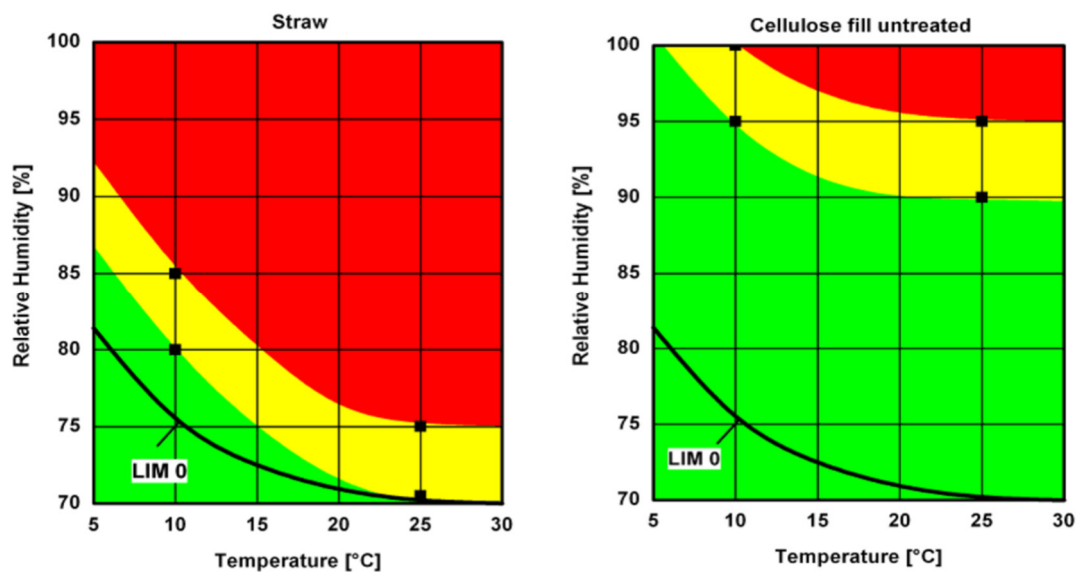 Straw
100
95
90
85
80
75
70
Relative Humidity [%]
LIM 0
5 10 15 20 25 30
Temperature [°C]
Cellulose fill untreated
100
95
90
85
80
75
70
Relative Humidity [%]
LIM 0
5 10 15 20 25 30
Temperature [°C]